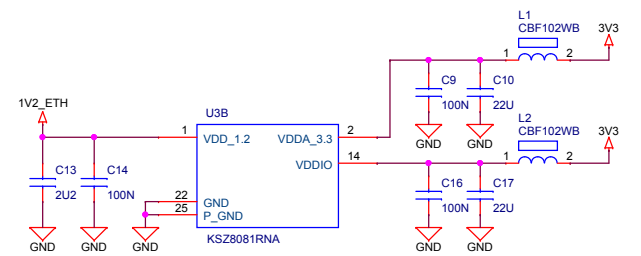 L1
CBF102WB
3V3
1
2
C9
100N
C10
22U
GND
GND
1V2_ETH
U3B
1
VDD_1.2
VDDA_3.3
2
VDDIO
14
C13
2U2
C14
100N
22
GND
25
P_GND
KSZ8081RNA
GND
GND
GND
L2
CBF102WB
3V3
1
2
C16
100N
C17
22U
GND
GND